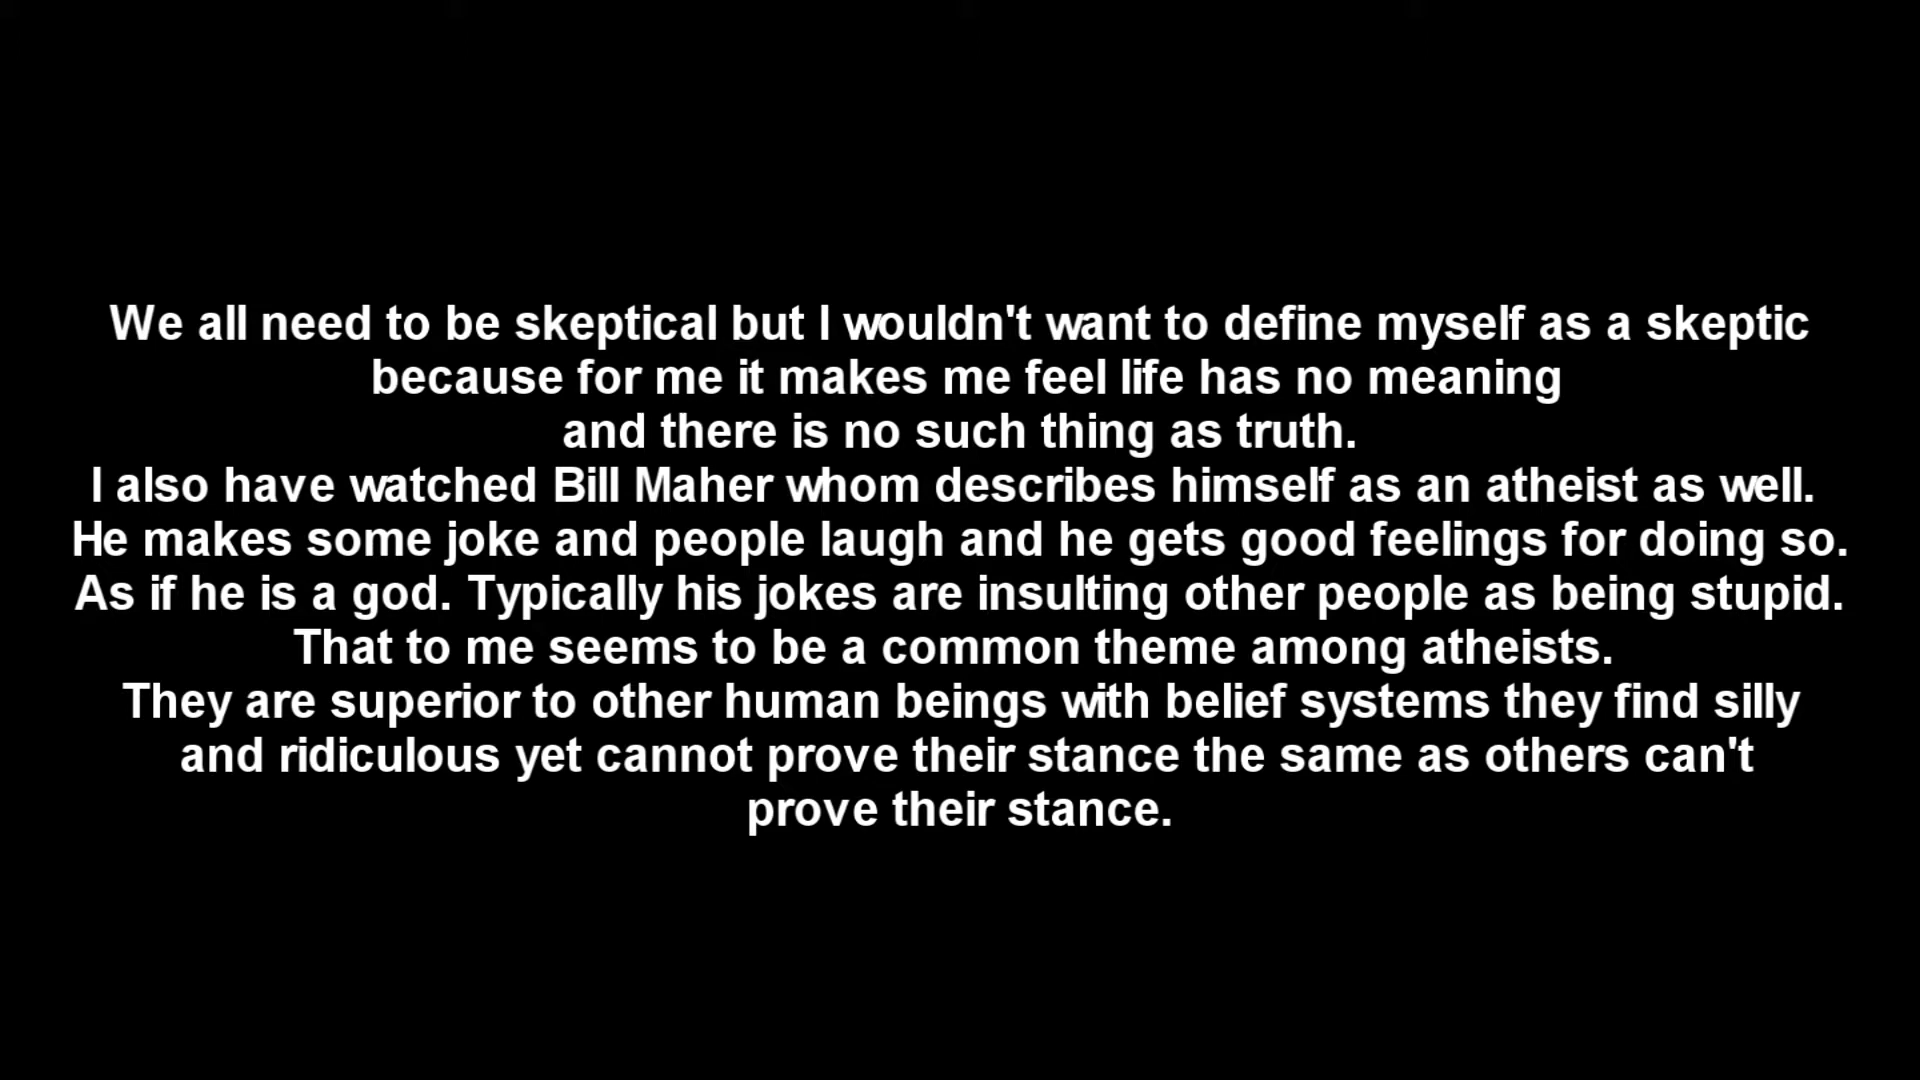 We all need to be skeptical but I wouldn't want to define myself as a skeptic
because for me it makes me feel life has no meaning
and there is no such thing as truth.
I also have watched Bill Maher whom describes himself as an atheist as well.
He makes some joke and people laugh and he gets good feelings for doing so.
As if he is a god. Typically his jokes are insulting other people as being stupid.
That to me seems to be a common theme among atheists.
They are superior to other human beings with belief systems they find silly
and ridiculous yet cannot prove their stance the same as others can't
prove their stance.